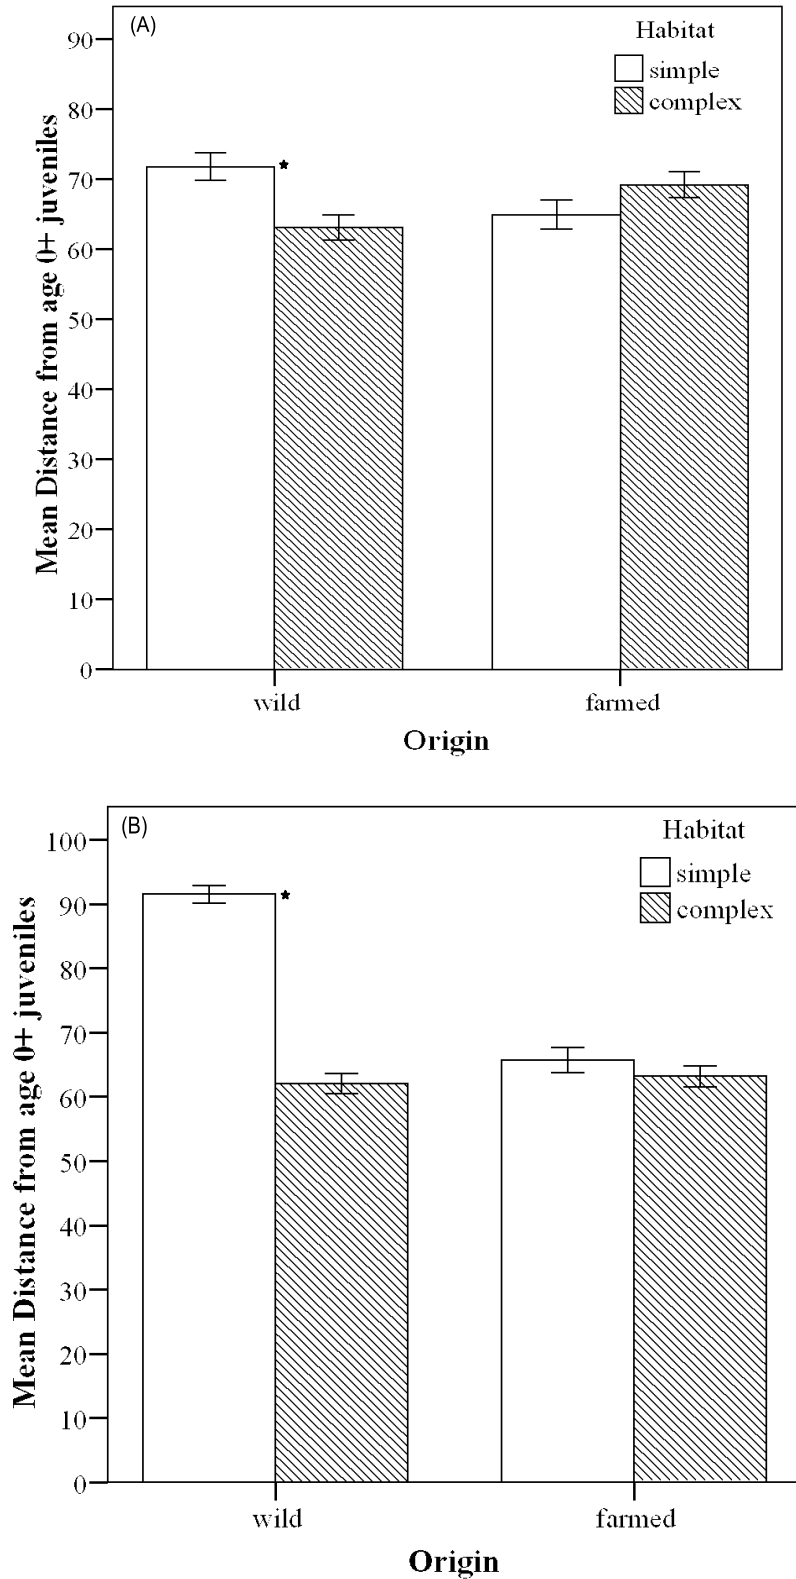 (A)
Habitat
simple
complex
Mean Distance from age 0+ juveniles
90
80
70
60
50
40
30
20
10
0
*
wild
farmed
Origin
(B)
Habitat
simple
complex
Mean Distance from age 0+ juveniles
100
90
80
70
60
50
40
30
20
10
0
*
wild
farmed
Origin